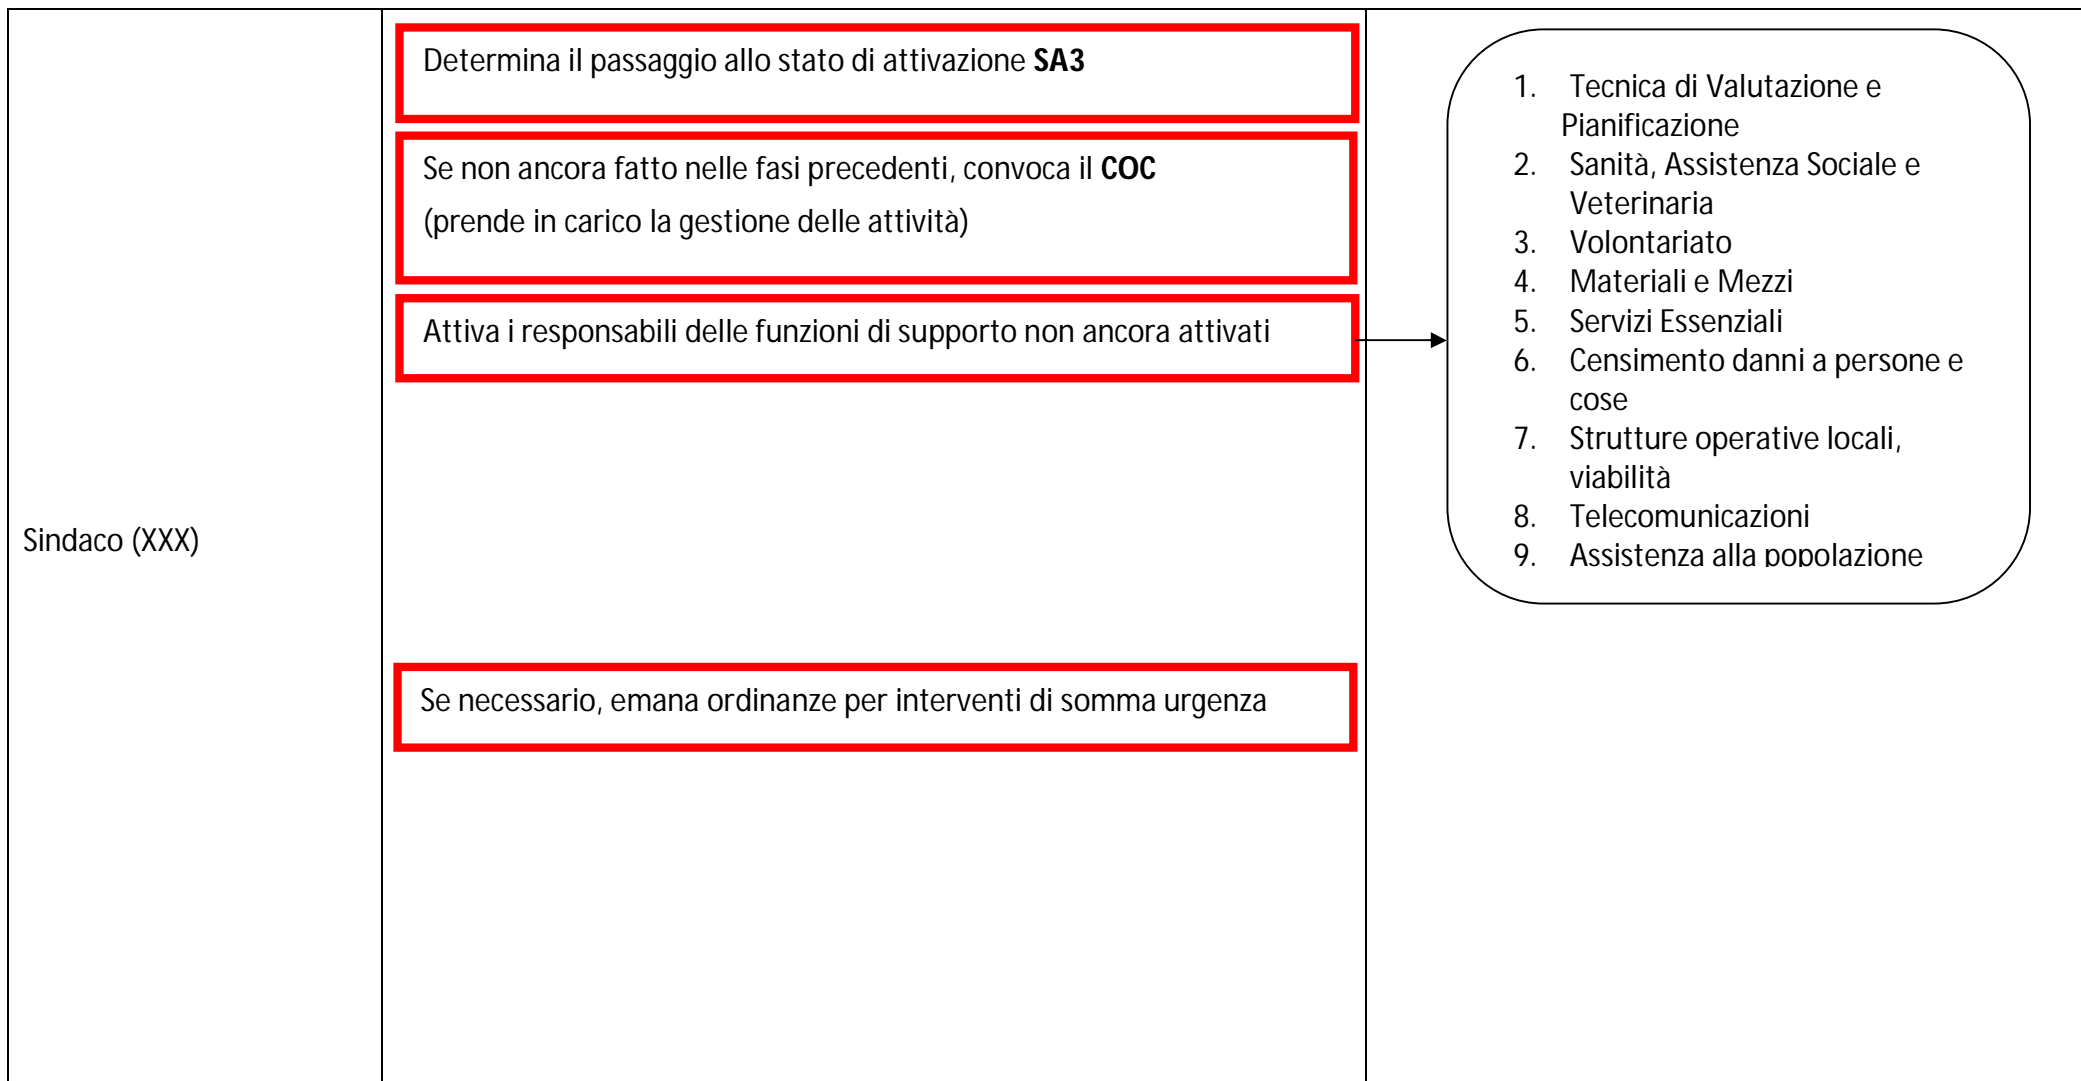 Sindaco (XXX)
Determina il passaggio allo stato di attivazione SA3
Se non ancora fatto nelle fasi precedenti, convoca il COC
(prende in carico la gestione delle attività)
Attiva i responsabili delle funzioni di supporto non ancora attivati
Se necessario, emana ordinanze per interventi di somma urgenza
1. Tecnica di Valutazione e
Pianificazione
2. Sanità, Assistenza Sociale e
Veterinaria
3. Volontariato
4. Materiali e Mezzi
5. Servizi Essenziali
6. Censimento danni a persone e
cose
7. Strutture operative locali,
viabilità
8. Telecomunicazioni
9. Assistenza alla popolazione